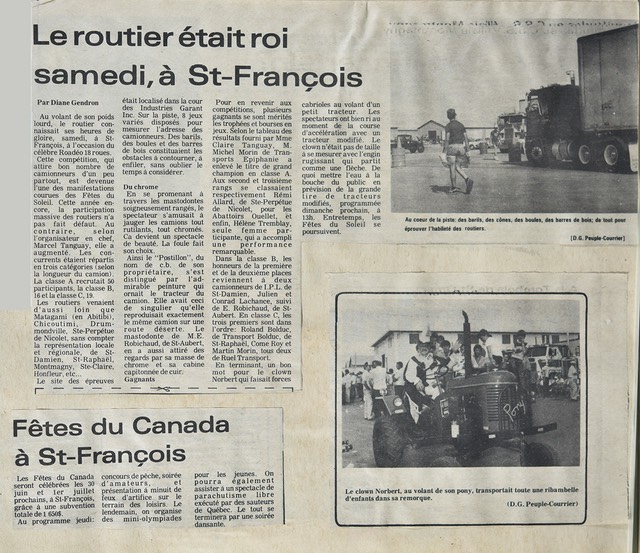 Le routier était roi
samedi, à St-François
Par Diane Gendron
Au volant de son poids
lourd, le routier con-
naissait ses heures de
gloire, samedi, à St-
François, à l'occasion du
célèbre Rondéo 18 roues.
Cette compétition, qui
attire bon nombre de
camionneurs d'un peu
partout, est devenue
l'une des manifestations
courues des Fêtes du
Soleil. Cette année en-
core, la participation
massive des routiers n'a
pas fait défaut. Au
contraire, selon
l'organisateur en chef,
Marcel Tanguay, elle a
augmenté. Les con-
currents étaient répartis
en trois catégories (selon
la longueur du camion).
La classe A recrutait 50
participants, la classe B,
16 et la classe C, 19.
Les routiers venaient
d'aussi loin que
Matagami (en Abitibi),
Chicoutimi, Drum-
mondville, Ste-Perpétue
de Nicolet, sans compter
la représentation locale
et régionale, de St-
Damien, St-Raphaël,
Montmagny, Ste-Claire,
Honfleur, etc...
Le site des épreuves
était localisé dans la cour
des Industries Garant
Inc. Sur la piste, 8 jeux
variés disposés pour
mesurer l'adresse des
camionneurs. Des barils,
des boules et des barres
de bois constituaient les
obstacles à contourner, à
enfiler, sans oublier le
temps à considérer.
Du chrome
En se promenant à
travers les mastodontes
soigneusement rangés, le
spectateur s'amusait à
juger les camions tout
rutilants, tout chromés.
Ca devient un spectacle
de beauté. La foule fait
son choix.
Ainsi le "Postillon", du
nom de c.b. de son
propriétaire, s'est
distingué par l'ad-
mirable peinture qui
ornait le tracteur du
camion. Elle avait ceci
de singulier qu'elle
reproduisait exactement
le même camion sur une
route déserte. Le
mastodonte de M.E.
Robichaud, de St-Aubert,
en a aussi attiré des
regards par sa masse de
chrome et sa cabine
capitonnée de cuir.
Gagnants
Pour en revenir aux
compétitions, plusieurs
gagnants se sont mérités
les trophées et bourses en
jeux. Selon le tableau des
résultats fourni par Mme
Claire Tanguay, M.
Michel Morin de Trans-
ports Epiphanie a
enlevé le titre de grand
champion en classe A.
Aux second et troisième
rangs se classaient
respectivement Rémi
Allard, de Ste-Perpétue
de Nicolet, pour les
Abattoirs Ouellet, et
enfin, Hélène Tremblay,
seule femme par-
ticipante, qui a accompli
une performance
remarquable.
Dans la classe B, les
honneurs de la première
et de la deuxième places
reviennent à deux
camionneurs de I.P.L. de
St-Damien, Julien et
Conrad Lachance, suivi
de E. Robichaud, de St-
Aubert. En classe C, les
trois premiers sont dans
l'ordre: Roland Bolduc,
de Transport Bolduc, de
St-Raphaël, Come Roy et
Martin Morin, tous deux
de Ruel Transport.
En terminant, un bon
mot pour le clown
Norbert qui faisait forces
cabrioles au volant d'un
petit tracteur. Les
spectateurs ont bien ri au
moment de la course
d'accélération avec un
tracteur modifié. Le
clown n'était pas de taille
à se mesurer avec l'engin
rugissant qui partit
comme une flèche. De
quoi mettre l'eau à la
bouche du public en
prévision de la grande
tire de tracteurs
modifiés, programmée
dimanche prochain, à
13h. Entretemps, les
Fêtes du Soleil se
poursuivent.
Au coeur de la piste: des barils, des cônes, des boules, des barres de bois; de tout pour
éprouver l'habileté des routiers.
(D.G. Peuple-Courrier)
Pony
Le clown Norbert, au volant de son pony, transportait toute une ribambelle
d'enfants dans sa remorque.
(D.G. Peuple-Courrier)
Fêtes du Canada
à St-François
Les Fêtes du Canada
seront célébrées les 30
juin et 1er juillet
prochains, à St-François,
grâce à une subvention
totale de 1 650$.
Au programme jeudi:
concours de pêche, soirée
d'amateurs, et
présentation à minuit de
feux d'artifice sur le
terrain des loisirs. Le
lendemain, on organise
des mini-olympiades
pour les jeunes. On
pourra également
assister à un spectacle de
parachutisme libre
exécuté par des sauteurs
de Québec. Le tout se
terminera par une soirée
dansante.